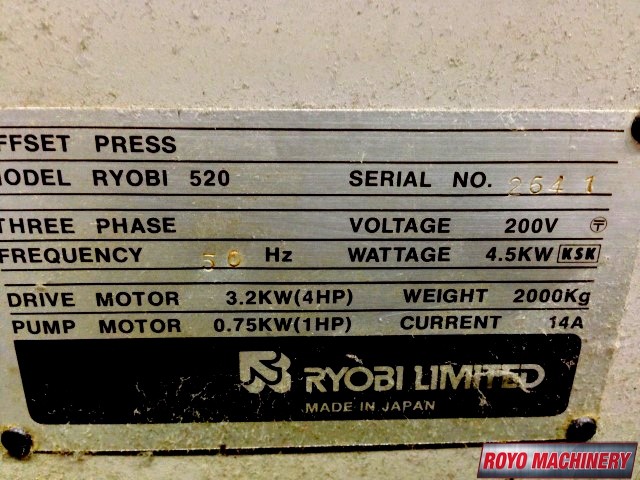 FFSET PRESS
MODEL RYOBI 520 SERIAL NO. 2541
THREE PHASE VOLTAGE 200V
FREQUENCY 50 Hz WATTAGE 4.5KW KSK
DRIVE MOTOR 3.2KW(4HP) WEIGHT 2000Kg
PUMP MOTOR 0.75KW(1HP) CURRENT 14A
RYOBI LIMITED
MADE IN JAPAN
ROYO MACHINERY